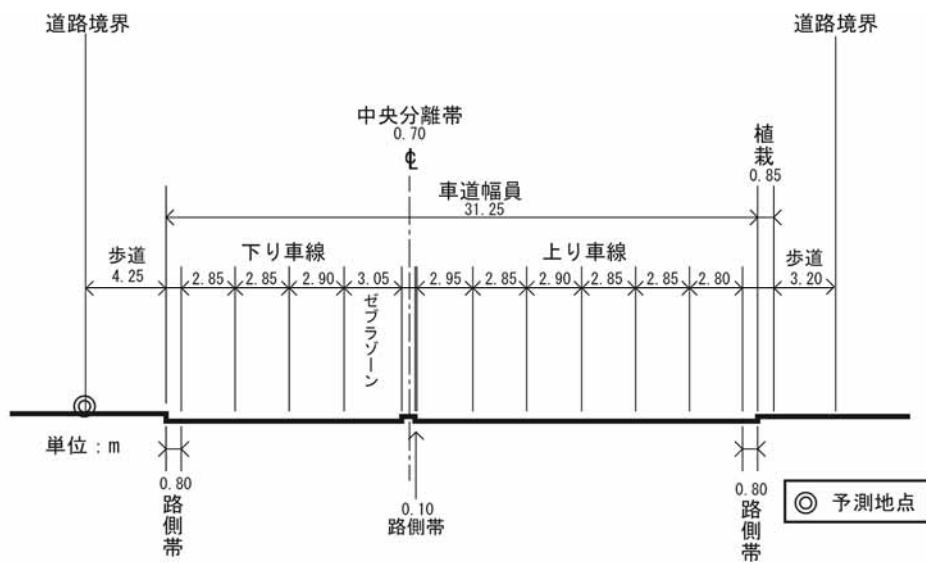 道路境界
道路境界
中央分離帯
0.70
℄
植栽
0.85
車道幅員
31.25
歩道
4.25
下り車線
上り車線
歩道
3.20
2.85
2.85
2.90
3.05
2.95
2.85
2.90
2.85
2.85
2.80
ゼブラゾーン
単位：m
0.80
路側帯
0.10
路側帯
0.80
路側帯
◎ 予測地点